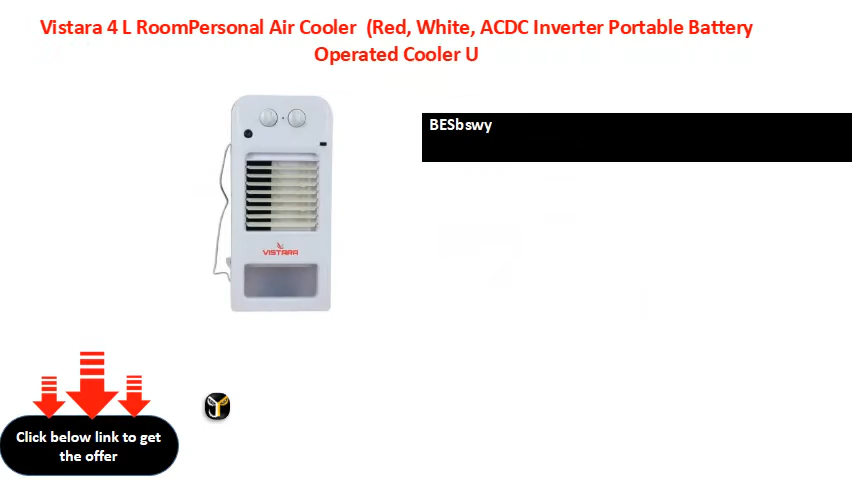 Vistara 4 L RoomPersonal Air Cooler  (Red, White, ACDC Inverter Portable Battery
Operated Cooler U
BESbswy
VISTARA
Click below link to get
the offer